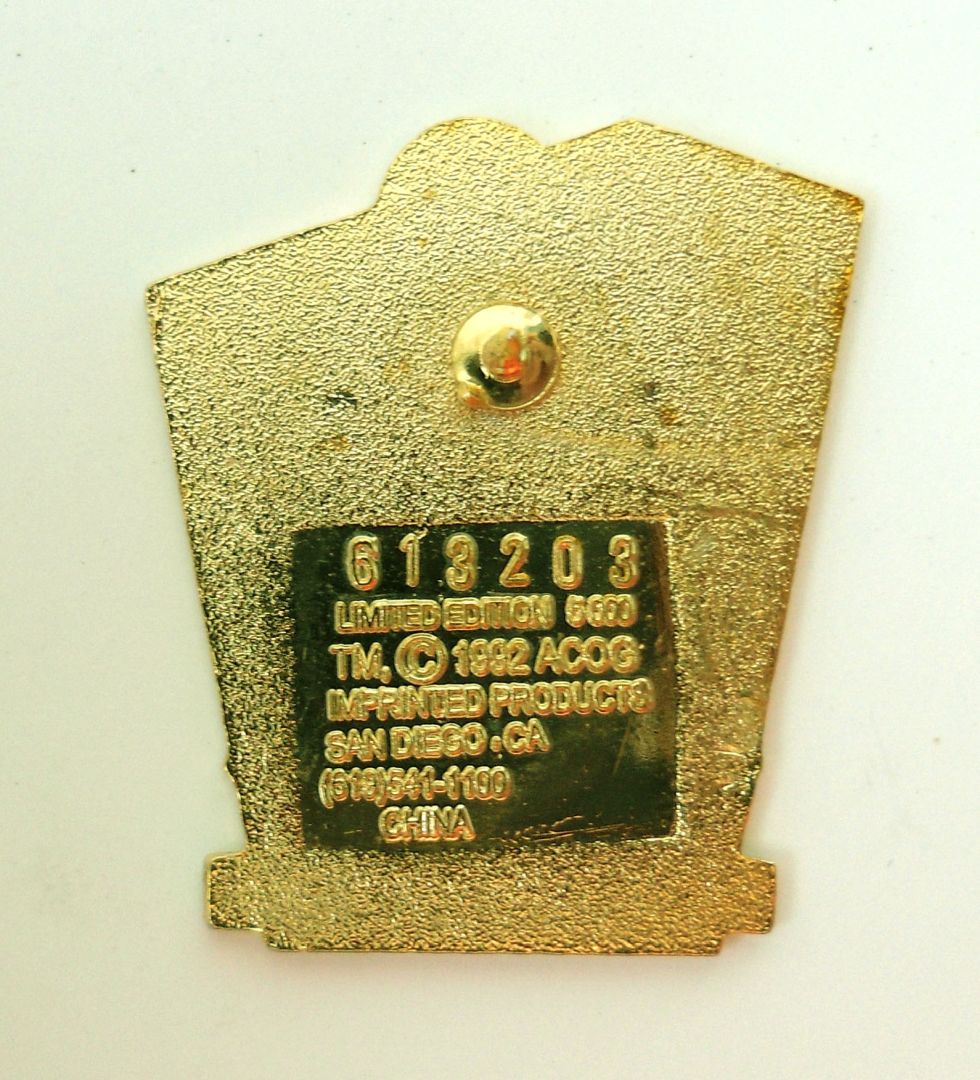 613203
LIMITED EDITION 5000
TM. © 1992 ACOG
IMPRINTED PRODUCTS
SAN DIEGO . CA
(619)541-1100
CHINA